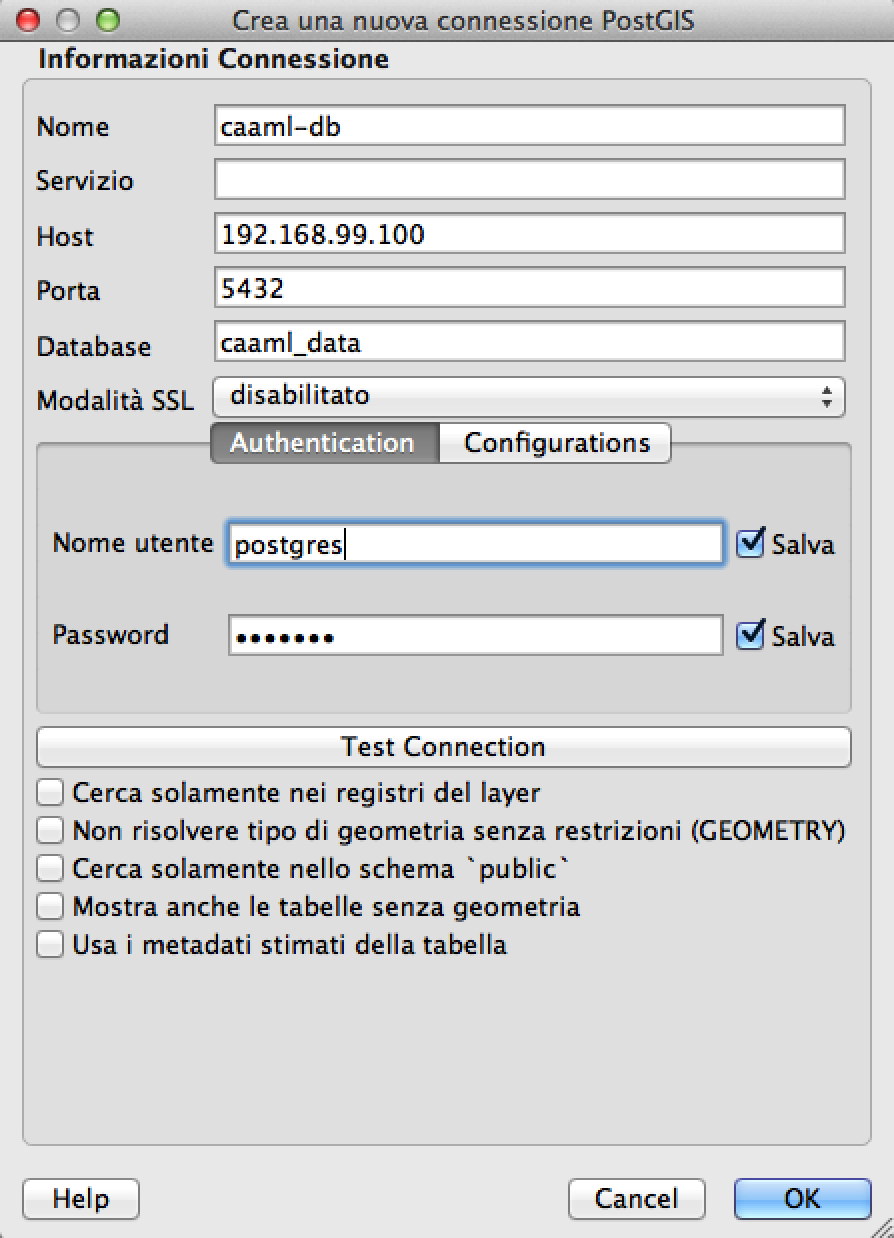 Crea una nuova connessione PostGIS
Informazioni Connessione
Nome caaml-db
Servizio
Host 192.168.99.100
Porta 5432
Database caaml_data
Modalità SSL disabilitato
Authentication Configurations
Nome utente postgres Salva
Password ••••••• Salva
Test Connection
Cerca solamente nei registri del layer
Non risolvere tipo di geometria senza restrizioni (GEOMETRY)
Cerca solamente nello schema `public`
Mostra anche le tabelle senza geometria
Usa i metadati stimati della tabella
Help Cancel OK